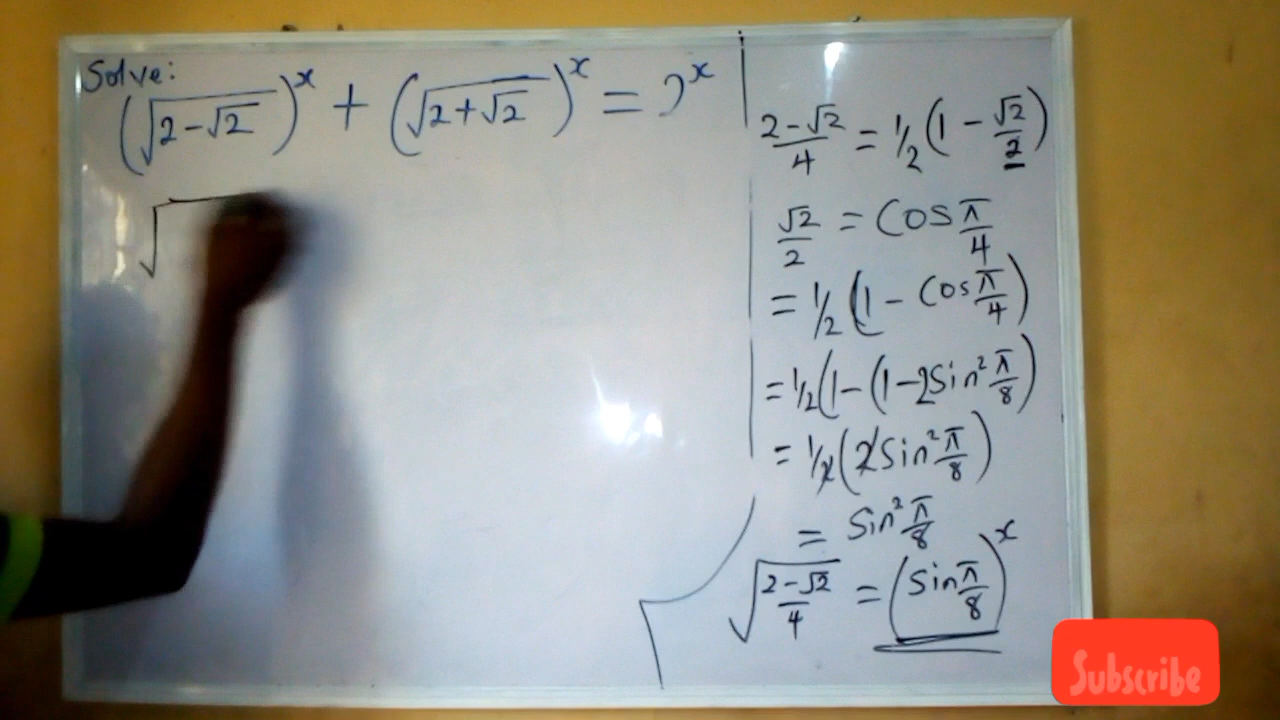 Solve:
(√(2-√2))^x + (√(2+√2))^x = 2^x
(2-√2)/4 = 1/2(1 - √2/2)
√2/2 = Cos π/4
= 1/2(1 - Cos π/4)
= 1/2(1-(1-2Sin² π/8)
= 1/2(2Sin² π/8)
= Sin² π/8
√((2-√2)/4) = (Sin π/8)^x
Subscribe